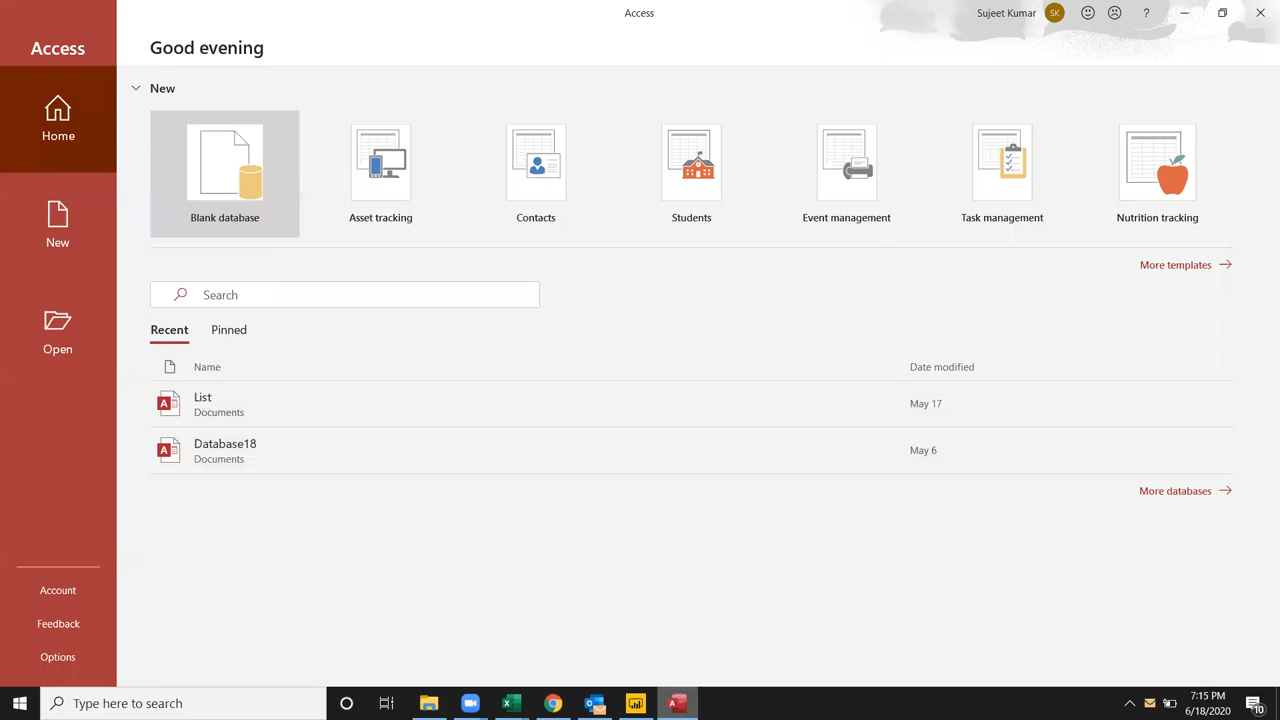 Access
Sujeet Kumar SK ?
Access
Good evening
New
Home
New
Open
Blank database
Asset tracking
Contacts
Students
Event management
Task management
Nutrition tracking
More templates
Search
Recent Pinned
Name Date modified
List
Documents
May 17
Database18
Documents
May 6
More databases
Account
Feedback
Options
Type here to search
7:15 PM
6/18/2020
10